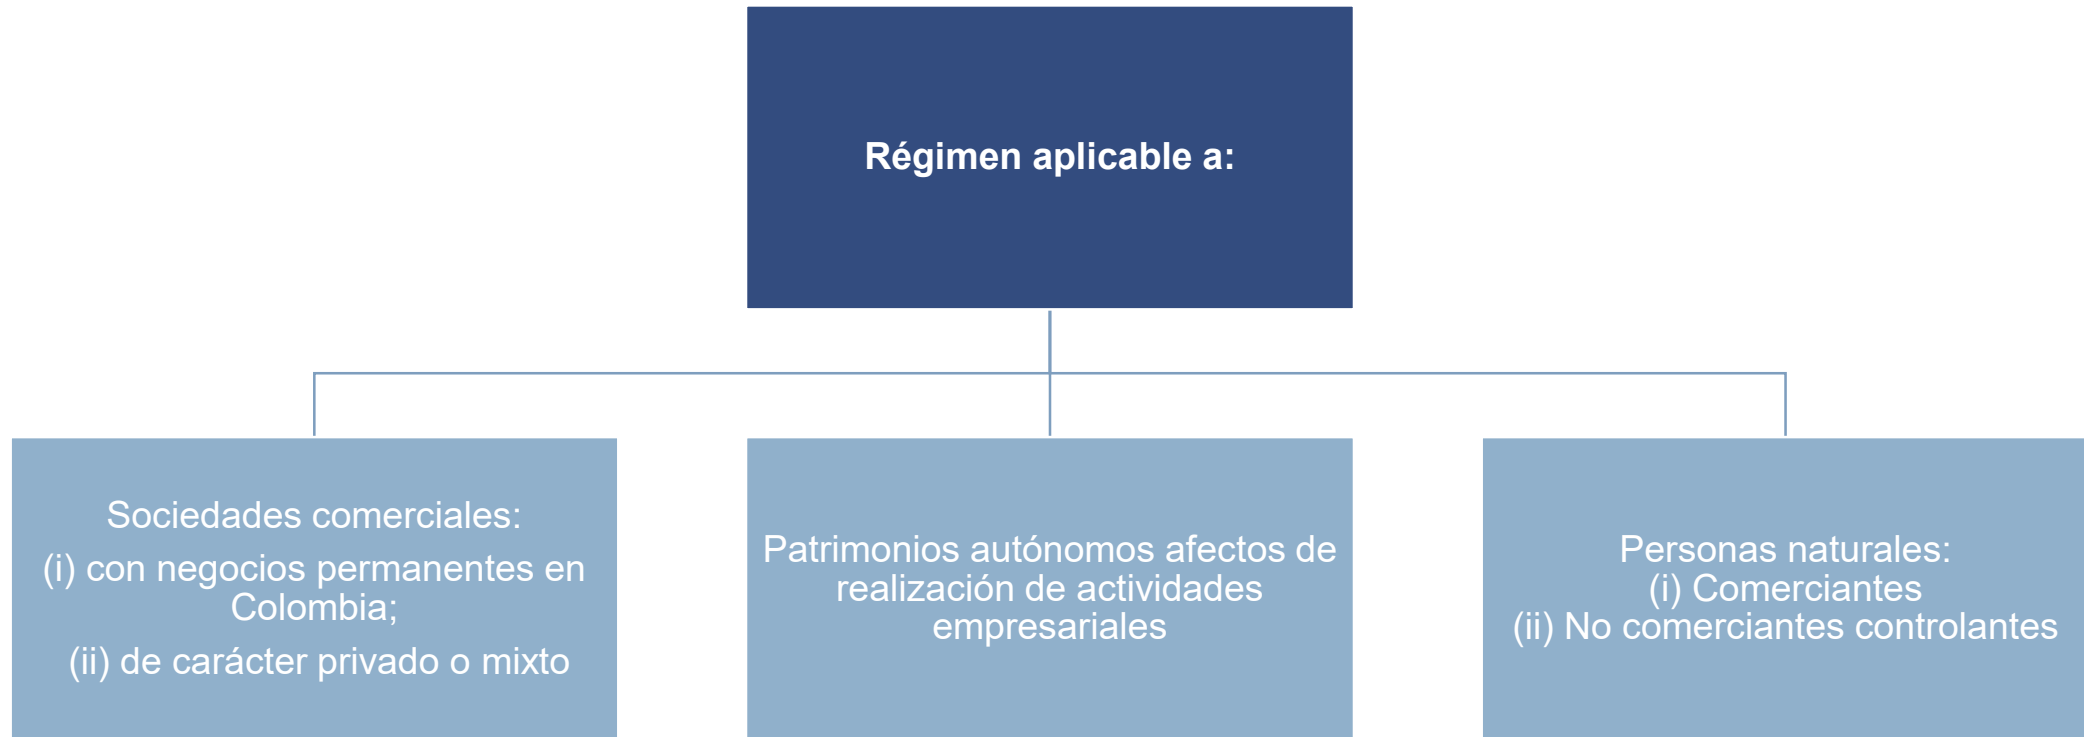 Régimen aplicable a:
Sociedades comerciales:
(i) con negocios permanentes en
Colombia;
(ii) de carácter privado o mixto
Patrimonios autónomos afectos de
realización de actividades
empresariales
Personas naturales:
(i) Comerciantes
(ii) No comerciantes controlantes